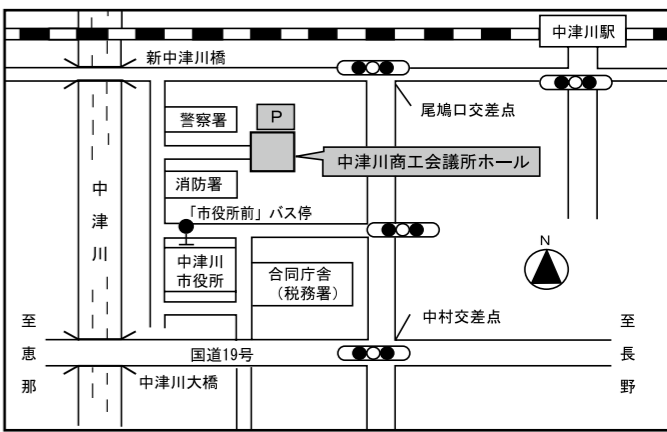 中津川駅
新中津川橋
尾鳩口交差点
警察署
P
中津川商工会議所ホール
消防署
「市役所前」バス停
中津川
中津川
市役所
合同庁舎
（税務署）
N
中村交差点
至恵那
国道19号
至長野
中津川大橋